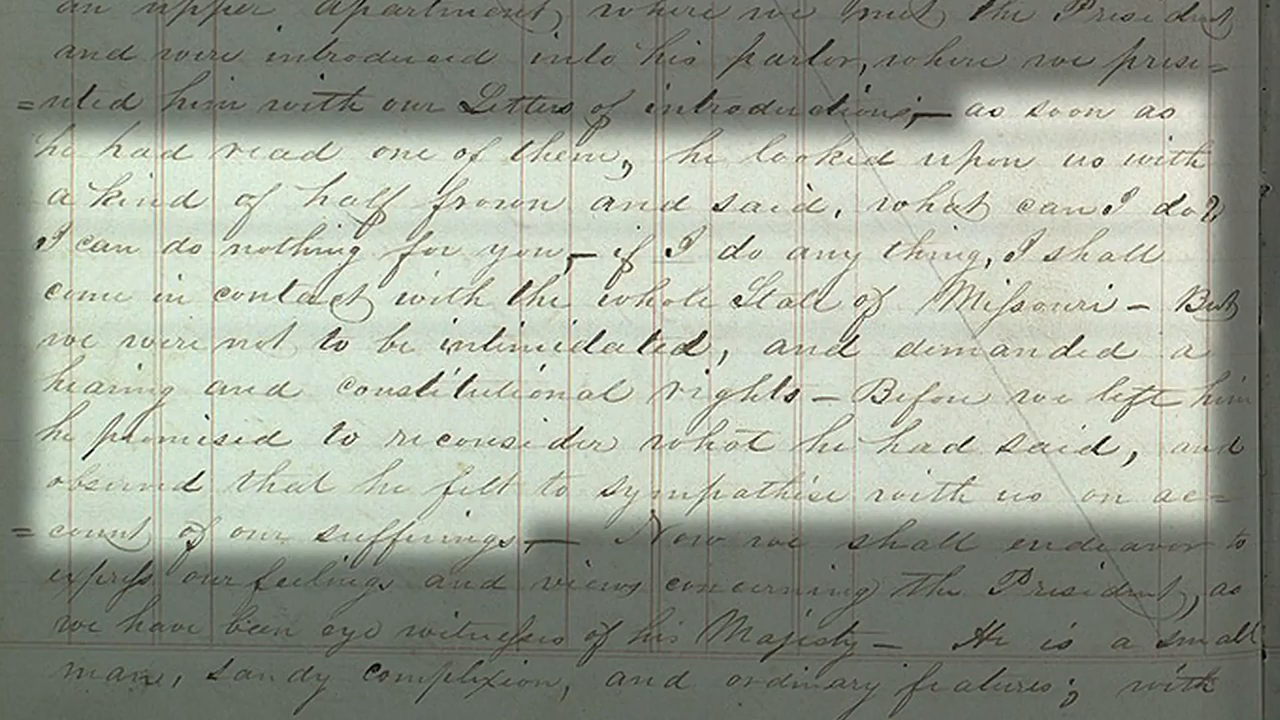 an upper apartment where we met the President
and were introduced into his parlor, where we prese-
=nted him with our Letters of introduction;— as soon as
he had read one of them, he looked upon us with
a kind of half frown and said, what can I do?
I can do nothing for you,— if I do any thing, I shall
come in contact with the whole State of Missouri — But
we were not to be intimidated, and demanded a
hearing and constitutional rights — Before we left him
he promised to reconsider what he had said, and
observed that he felt to sympathise with us on ac=
=count of our sufferings — Now we shall endeavor to
express our feelings and views concerning the President, as
we have been eye witnesses of his Majesty — He is a small
man, sandy complexion, and ordinary features; with